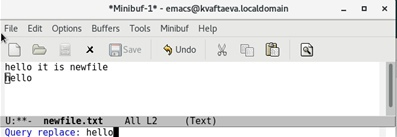 *Minibuf-1* - emacs@kvaftaeva.localdomain
File Edit Options Buffers Tools Minibuf Help
Save Undo
hello it is newfile
hello
U:**- newfile.txt All L2 (Text)
Query replace: hello